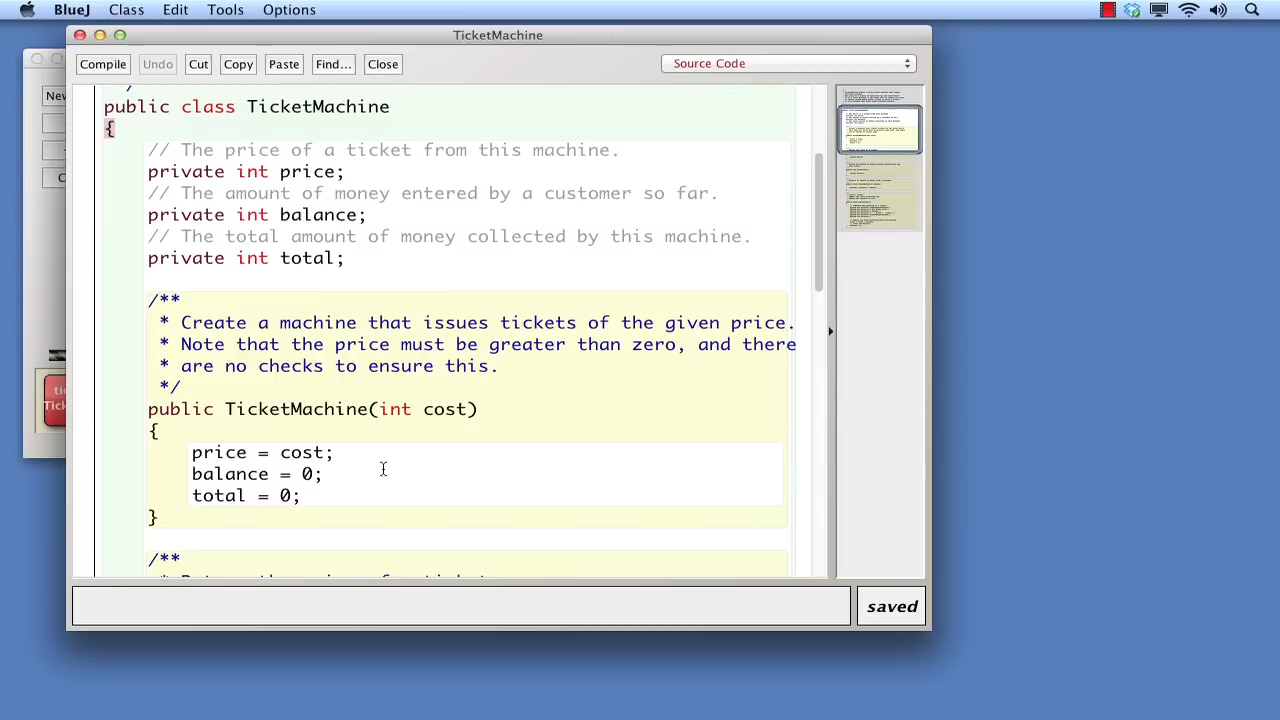 BlueJ Class Edit Tools Options
TicketMachine
Compile Undo Cut Copy Paste Find... Close Source Code
New
public class TicketMachine
{
// The price of a ticket from this machine.
private int price;
// The amount of money entered by a customer so far.
private int balance;
// The total amount of money collected by this machine.
private int total;
/**
* Create a machine that issues tickets of the given price.
* Note that the price must be greater than zero, and there
* are no checks to ensure this.
*/
public TicketMachine(int cost)
{
price = cost;
balance = 0;
total = 0;
}
/**
saved